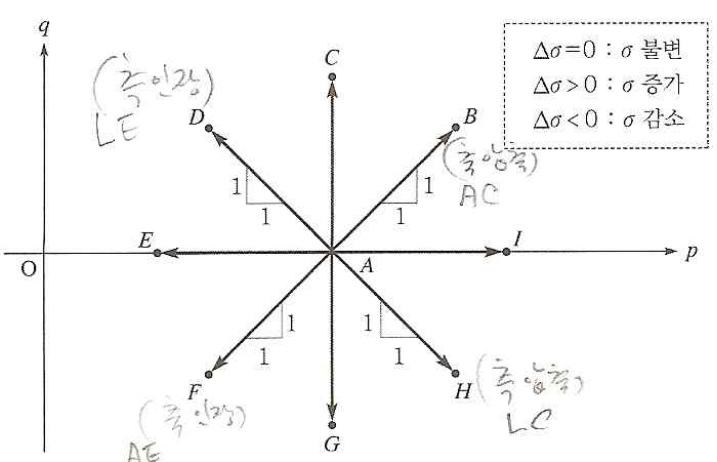 q
Δσ=0 : σ 불변
Δσ>0 : σ 증가
Δσ<0 : σ 감소
C
(축인장)
LE
D
B
(축압축)
AC
1
1
1
1
E
I
O
A
p
1
1
1
1
F
H
(축압축)
LC
(축인장)
AE
G